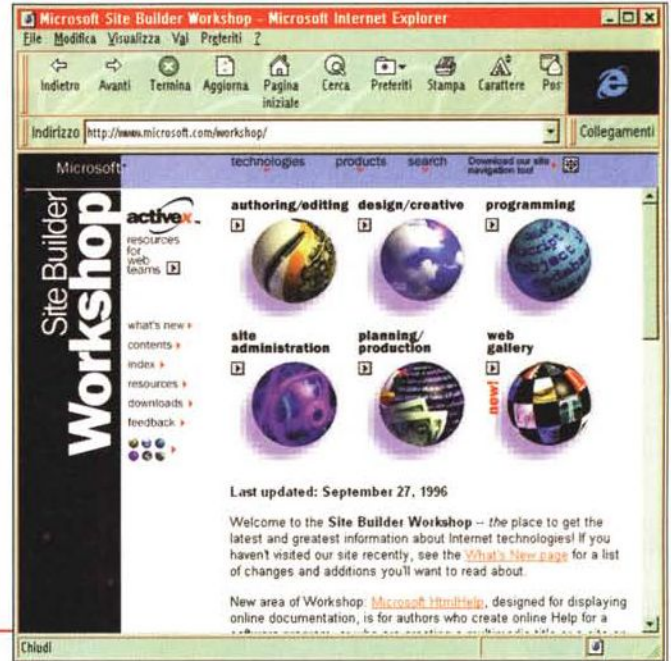 Microsoft Site Builder Workshop - Microsoft Internet Explorer
File Modifica Visualizza Vai Preferiti ?
Indietro Avanti Termina Aggiorna Pagina iniziale Cerca Preferiti Stampa Carattere Pos
Indirizzo http://www.microsoft.com/workshop/ Collegamenti
Microsoft
technologies products search Download our site navigation tool
Site Builder
Workshop
activex™
resources
for
web
teams
what's new
contents
index
resources
downloads
feedback
authoring/editing design/creative programming
site administration planning/production web gallery
new!
Last updated: September 27, 1996
Welcome to the Site Builder Workshop -- the place to get the
latest and greatest information about Internet technologies! If you
haven't visited our site recently, see the What's New page for a list
of changes and additions you'll want to read about.
New area of Workshop: Microsoft HtmlHelp, designed for displaying
online documentation, is for authors who create online Help for a
Chiudi